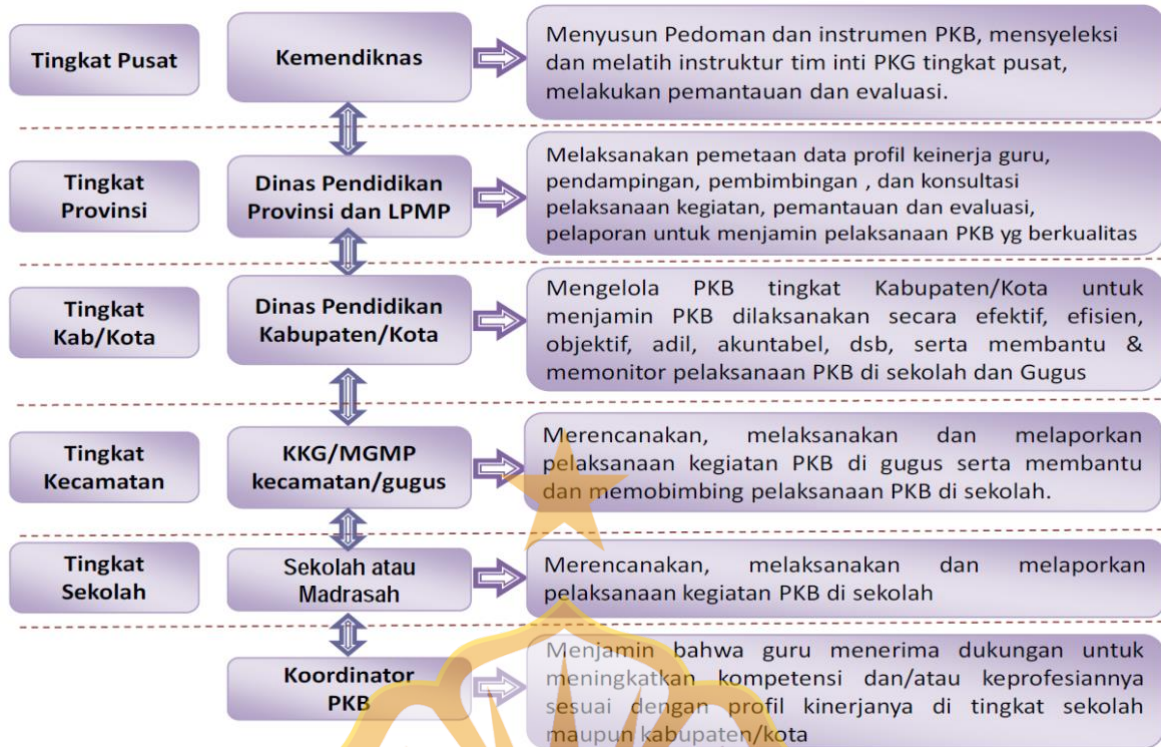 Tingkat Pusat
Kemendiknas
Menyusun Pedoman dan instrumen PKB, mensyeleksi
dan melatih instruktur tim inti PKG tingkat pusat,
melakukan pemantauan dan evaluasi.
Tingkat
Provinsi
Dinas Pendidikan
Provinsi dan LPMP
Melaksanakan pemetaan data profil keinerja guru,
pendampingan, pembimbingan , dan konsultasi
pelaksanaan kegiatan, pemantauan dan evaluasi,
pelaporan untuk menjamin pelaksanaan PKB yg berkualitas
Tingkat
Kab/Kota
Dinas Pendidikan
Kabupaten/Kota
Mengelola PKB tingkat Kabupaten/Kota untuk
menjamin PKB dilaksanakan secara efektif, efisien,
objektif, adil, akuntabel, dsb, serta membantu &
memonitor pelaksanaan PKB di sekolah dan Gugus
Tingkat
Kecamatan
KKG/MGMP
kecamatan/gugus
Merencanakan, melaksanakan dan melaporkan
pelaksanaan kegiatan PKB di gugus serta membantu
dan memobimbing pelaksanaan PKB di sekolah.
Tingkat
Sekolah
Sekolah atau
Madrasah
Merencanakan, melaksanakan dan melaporkan
pelaksanaan kegiatan PKB di sekolah
Koordinator
PKB
Menjamin bahwa guru menerima dukungan untuk
meningkatkan kompetensi dan/atau keprofesiannya
sesuai dengan profil kinerjanya di tingkat sekolah
maupun kabupaten/kota